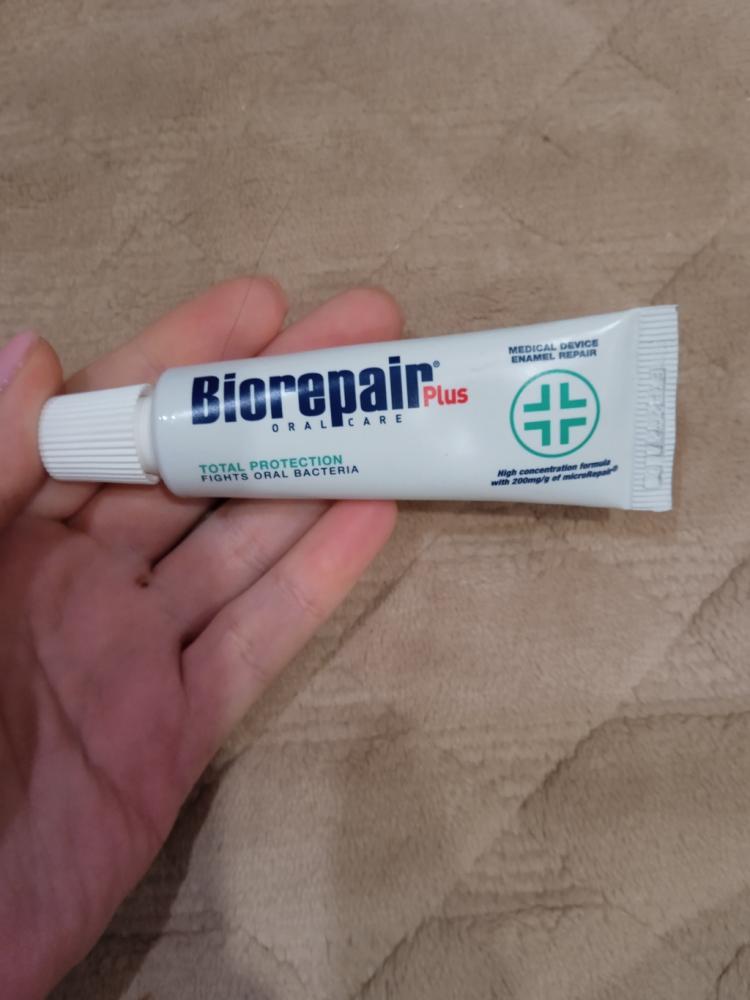 Biorepair® Plus
ORAL CARE
TOTAL PROTECTION
FIGHTS ORAL BACTERIA
MEDICAL DEVICE
ENAMEL REPAIR
High concentration formula
with 200mg/g of microRepair®